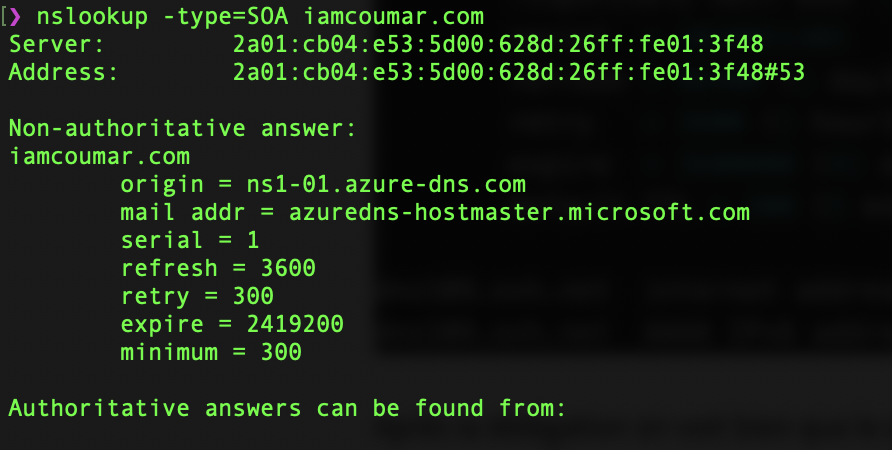 [❯ nslookup -type=SOA iamcoumar.com
Server: 2a01:cb04:e53:5d00:628d:26ff:fe01:3f48
Address: 2a01:cb04:e53:5d00:628d:26ff:fe01:3f48#53
Non-authoritative answer:
iamcoumar.com
origin = ns1-01.azure-dns.com
mail addr = azuredns-hostmaster.microsoft.com
serial = 1
refresh = 3600
retry = 300
expire = 2419200
minimum = 300
Authoritative answers can be found from: